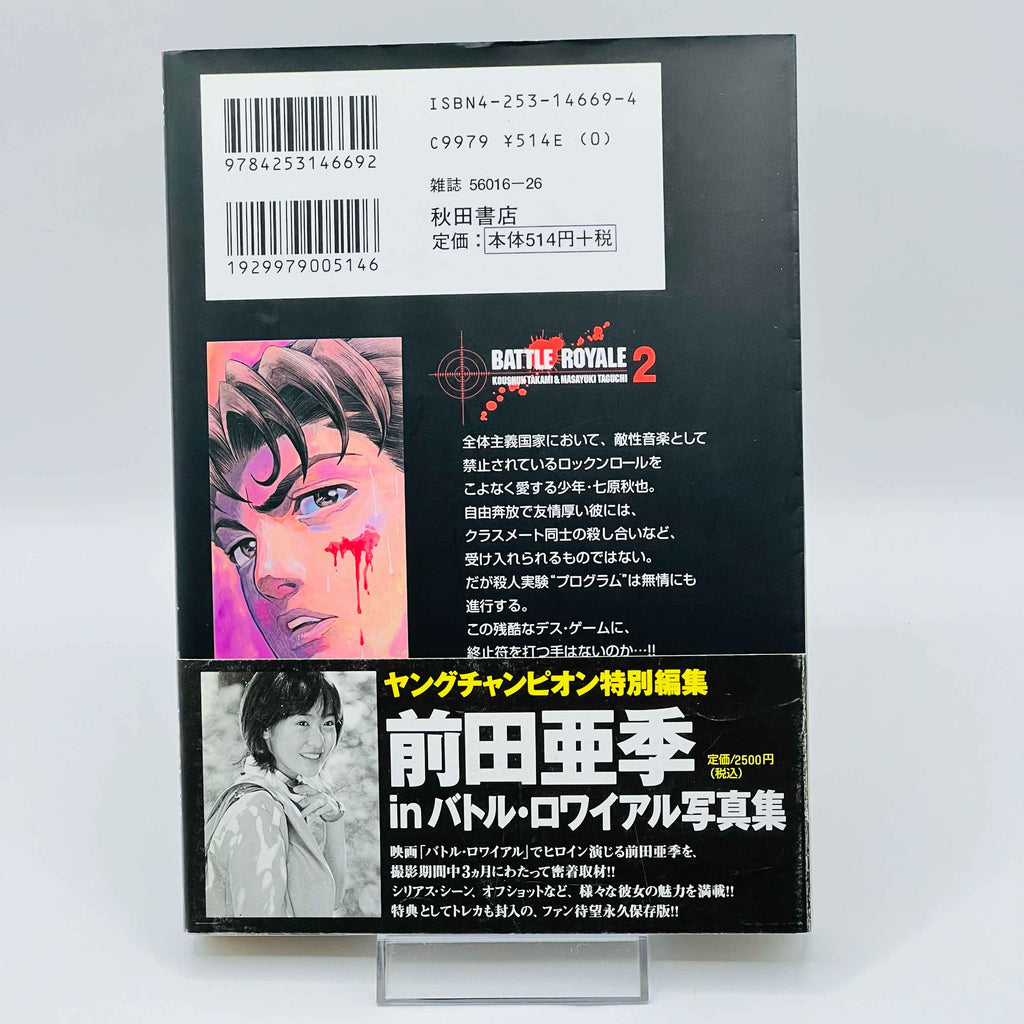 ISBN4-253-14669-4
9784253146692
C9979 ¥514E (0)
雑誌 56016-26
1929979005146
秋田書店
定価：本体514円+税
BATTLE ROYALE 2
KOUSHUN TAKAMI & MASAYUKI TAGUCHI
全体主義国家において、敵性音楽として
禁止されているロックンロールを
こよなく愛する少年・七原秋也。
自由奔放で友情厚い彼には、
クラスメート同士の殺し合いなど、
受け入れられるものではない。
だが殺人実験“プログラム”は無情にも
進行する。
この残酷なデス・ゲームに、
終止符を打つ手はないのか…!!
ヤングチャンピオン特別編集
前田亜季
定価/2500円
(税込)
inバトル・ロワイアル写真集
映画「バトル・ロワイアル」でヒロイン演じる前田亜季を、
撮影期間中3ヵ月にわたって密着取材!!
シリアス・シーン、オフショットなど、様々な彼女の魅力を満載!!
特典としてトレカも封入の、ファン待望永久保存版!!